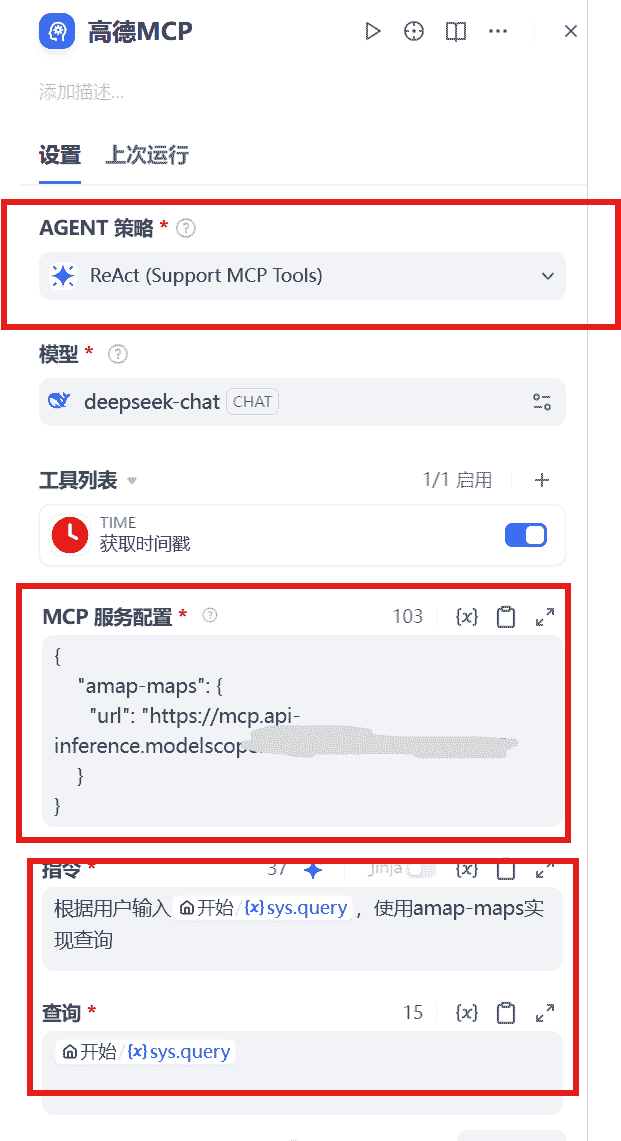 高德MCP
添加描述...
设置 上次运行
AGENT 策略 *
ReAct (Support MCP Tools)
模型 *
deepseek-chat CHAT
工具列表 1/1 启用
TIME
获取时间戳
MCP 服务配置 * 103 {x}
{
"amap-maps": {
"url": "https://mcp.api-
inference.modelscope.
}
}
指令 * 37 Jinja {x}
根据用户输入 开始/{x}sys.query ，使用amap-maps实
现查询
查询 * 15 {x}
开始/{x}sys.query